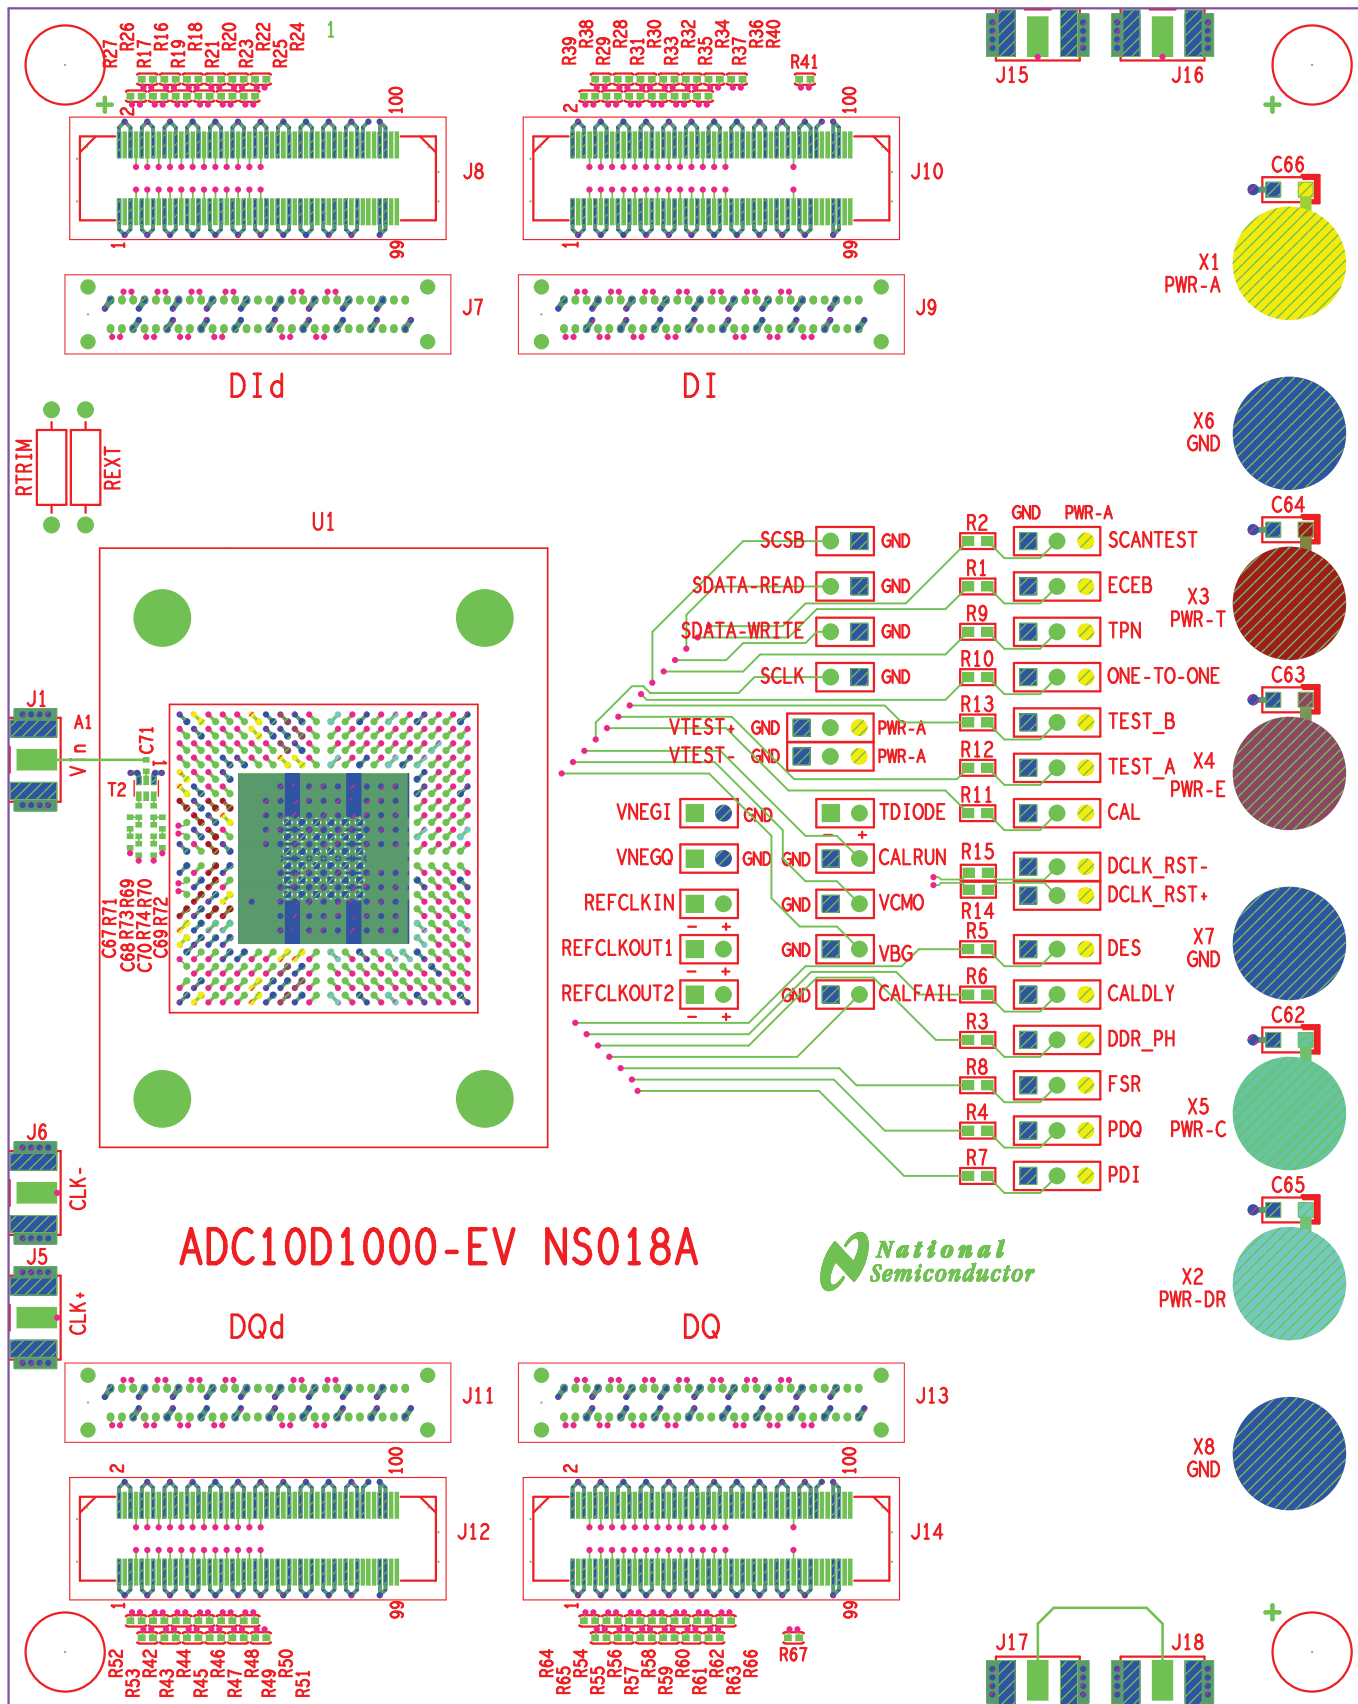 R27
R26
R17
R16
R19
R18
R21
R20
R23
R22
R25
R24
1
R39
R38
R29
R28
R31
R30
R33
R32
R35
R34
R37
R36
R40
R41
J15
J16
2
100
2
100
J8
J10
C66
1
99
1
99
X1
PWR-A
J7
J9
DId
DI
X6
GND
RTRIM
REXT
C64
U1
GND PWR-A
SCSB GND R2 SCANTEST
SDATA-READ GND R1 ECEB
X3
PWR-T
SDATA-WRITE GND R9 TPN
SCLK GND R10 ONE-TO-ONE
C63
J1
A1
V n
C71
1
T2
VTEST+ GND PWR-A R13 TEST_B
VTEST- GND PWR-A R12 TEST_A
X4
PWR-E
VNEGI GND TDIODE R11 CAL
- +
VNEGQ GND GND CALRUN R15 DCLK_RST-
R14 DCLK_RST+
REFCLKIN GND VCMO
- +
C67 R71
C68 R73 R69
C70 R74 R70
C69 R72
REFCLKOUT1 GND VBG R5 DES
- +
X7
GND
REFCLKOUT2 GND CALFAIL R6 CALDLY
- +
C62
R3 DDR_PH
R8 FSR
X5
PWR-C
R4 PDQ
R7 PDI
J6
CLK-
C65
ADC10D1000-EV NS018A
National
Semiconductor
J5
CLK+
X2
PWR-DR
DQd
DQ
J11
J13
2
100
2
100
X8
GND
J12
J14
1
99
1
99
R52
R53
R42
R43
R44
R45
R46
R47
R48
R49
R50
R51
R64
R65
R54
R55
R56
R57
R58
R59
R60
R61
R62
R63
R66
R67
J17
J18